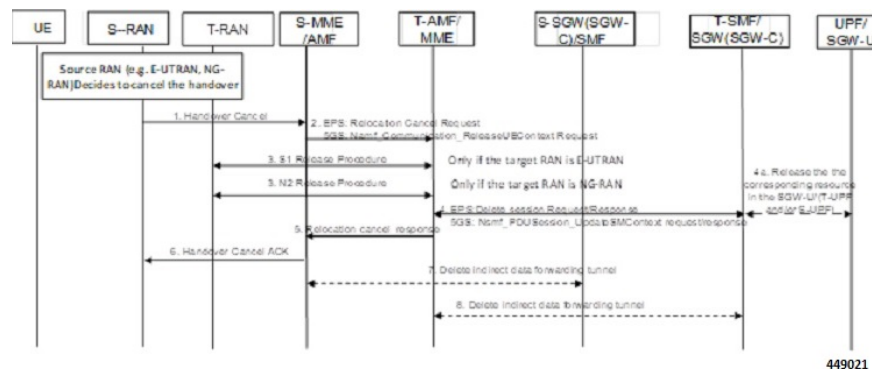 UE
S--RAN
T-RAN
S-MME
/AMF
T-AMF/
MME
S-SGW(SGW-
C)/SMF
T-SMF/
SGW(SGW-C)
UPF/
SGW-U
Source RAN (e.g. E-UTRAN, NG-
RAN)Decides to cancel the handover
1. Handover Cancel
2. EPS: Relocation Cancel Request
5GS: Namf_Communication_ReleaseUEContext Request
3. S1 Release Procedure
Only if the target RAN is E-UTRAN
3. N2 Release Procedure
Only if the target RAN is NG-RAN
4a. Release the the
corresponding resource
in the SGW-U/(T-UPF
and/or S-UPF)
4. EPS:Delete session Request/Response
5GS: Nsmf_PDUSession_UpdateSMContext request/response
5. Relocation cancel response
6. Handover Cancel ACK
7. Delete indirect data forwarding tunnel
8. Delete indirect data forwarding tunnel
449021